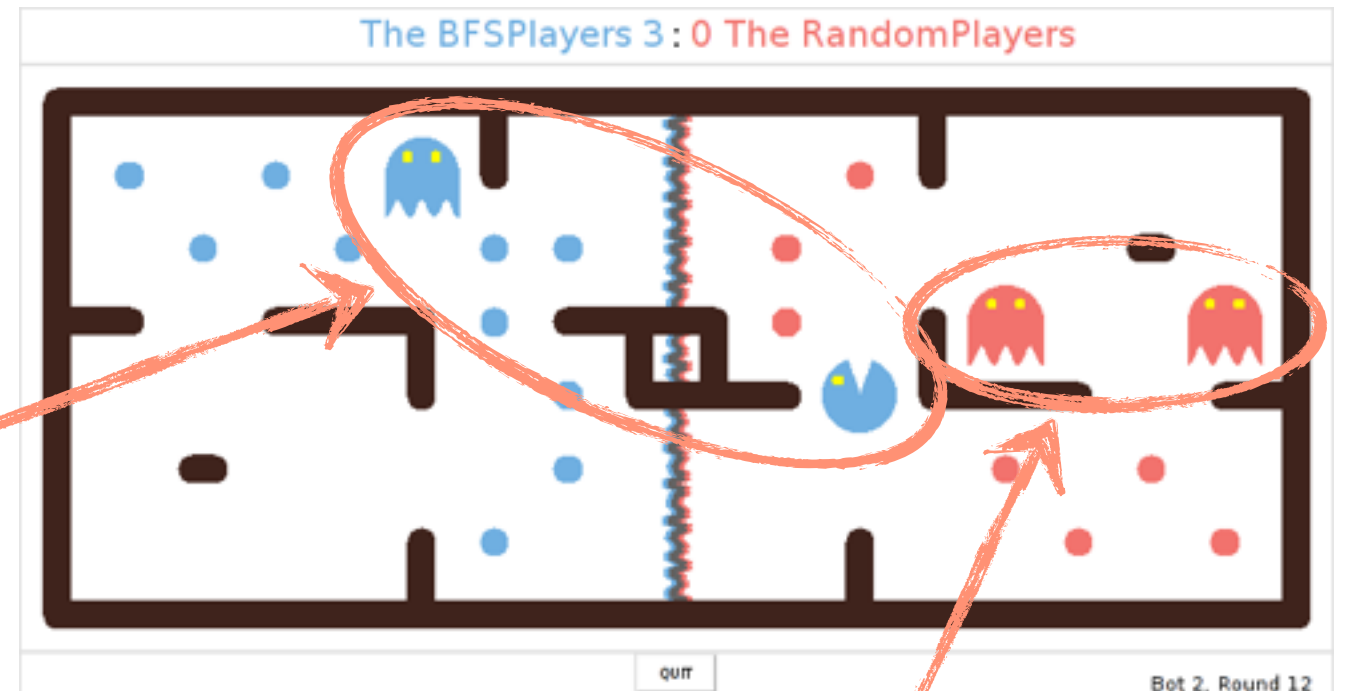 The BFSPlayers 3 : 0 The RandomPlayers
QUIT
Bot 2, Round 12